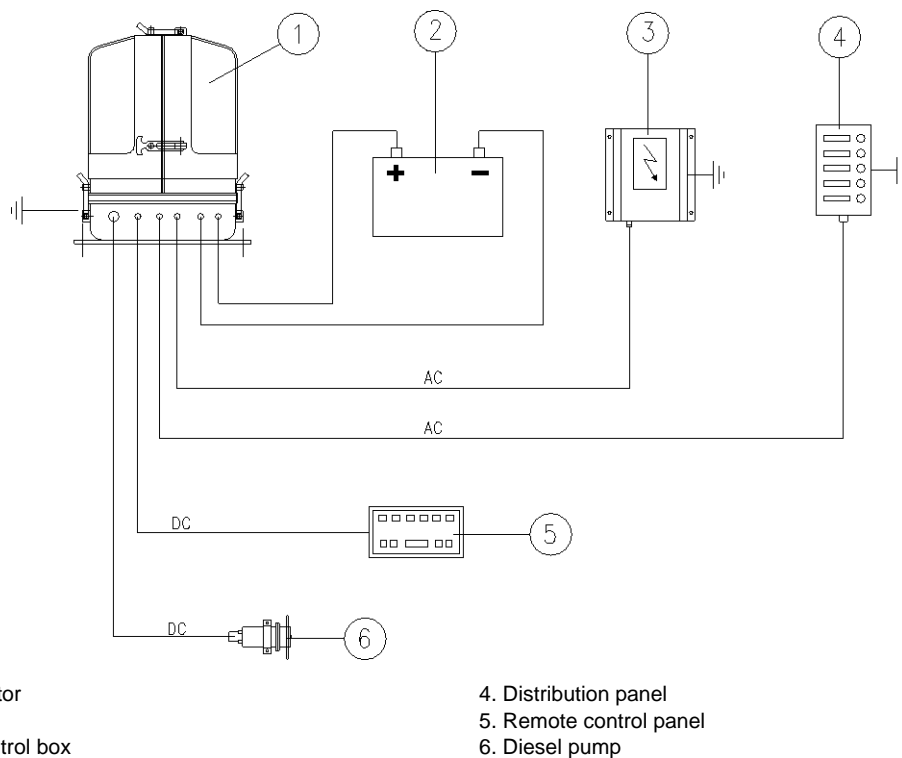 1
2
3
4
+ −
AC
AC
DC
5
DC
6
tor
trol box
4. Distribution panel
5. Remote control panel
6. Diesel pump